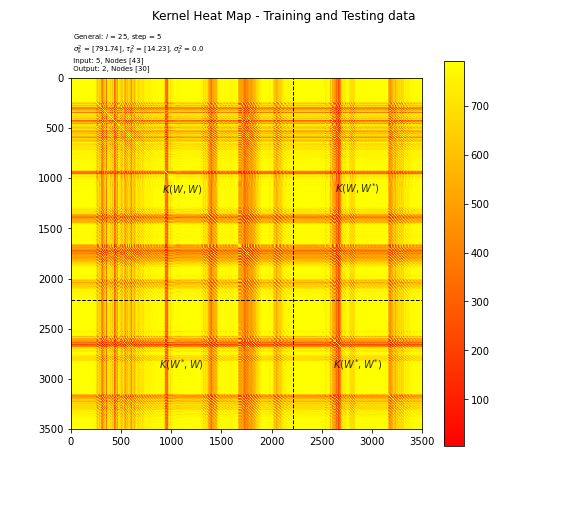 Kernel Heat Map - Training and Testing data
General: l = 25, step = 5
σ_k^2 = [791.74], τ_k^2 = [14.23], σ_ε^2 = 0.0
Input: 5, Nodes [43]
Output: 2, Nodes [30]
0
500
1000
1500
2000
2500
3000
3500
K(W, W)
K(W, W*)
K(W*, W)
K(W*, W*)
0 500 1000 1500 2000 2500 3000 3500
700
600
500
400
300
200
100